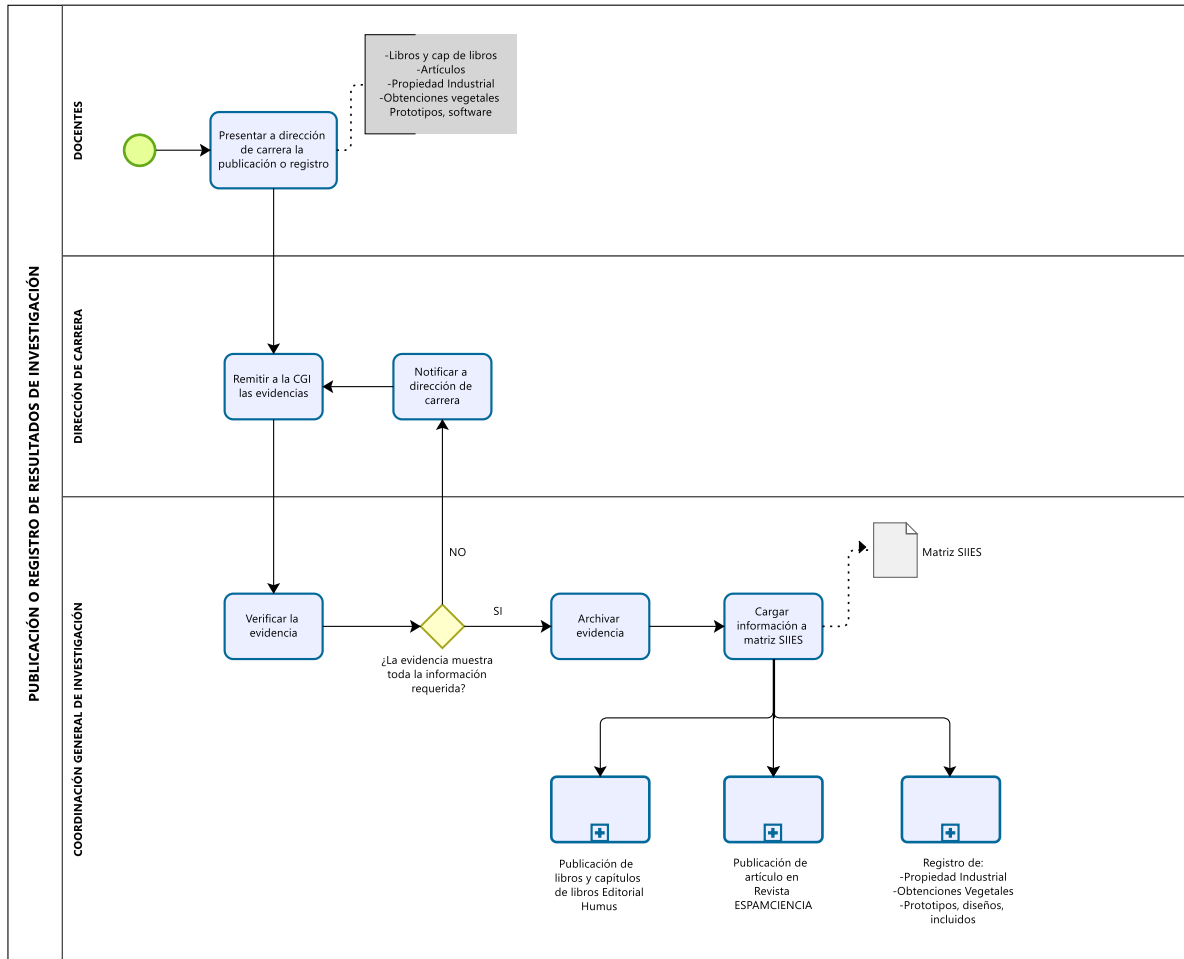 PUBLICACIÓN O REGISTRO DE RESULTADOS DE INVESTIGACIÓN
DOCENTES
-Libros y cap de libros
-Artículos
-Propiedad Industrial
-Obtenciones vegetales
Prototipos, software
Presentar a dirección
de carrera la
publicación o registro
DIRECCIÓN DE CARRERA
Remitir a la CGI
las evidencias
Notificar a
dirección de
carrera
COORDINACIÓN GENERAL DE INVESTIGACIÓN
NO
Matriz SIIES
Verificar la
evidencia
¿La evidencia muestra
toda la información
requerida?
SI
Archivar
evidencia
Cargar
información a
matriz SIIES
Publicación de
libros y capítulos
de libros Editorial
Humus
Publicación de
artículo en
Revista
ESPAMCIENCIA
Registro de:
-Propiedad Industrial
-Obtenciones Vegetales
-Prototipos, diseños,
incluidos